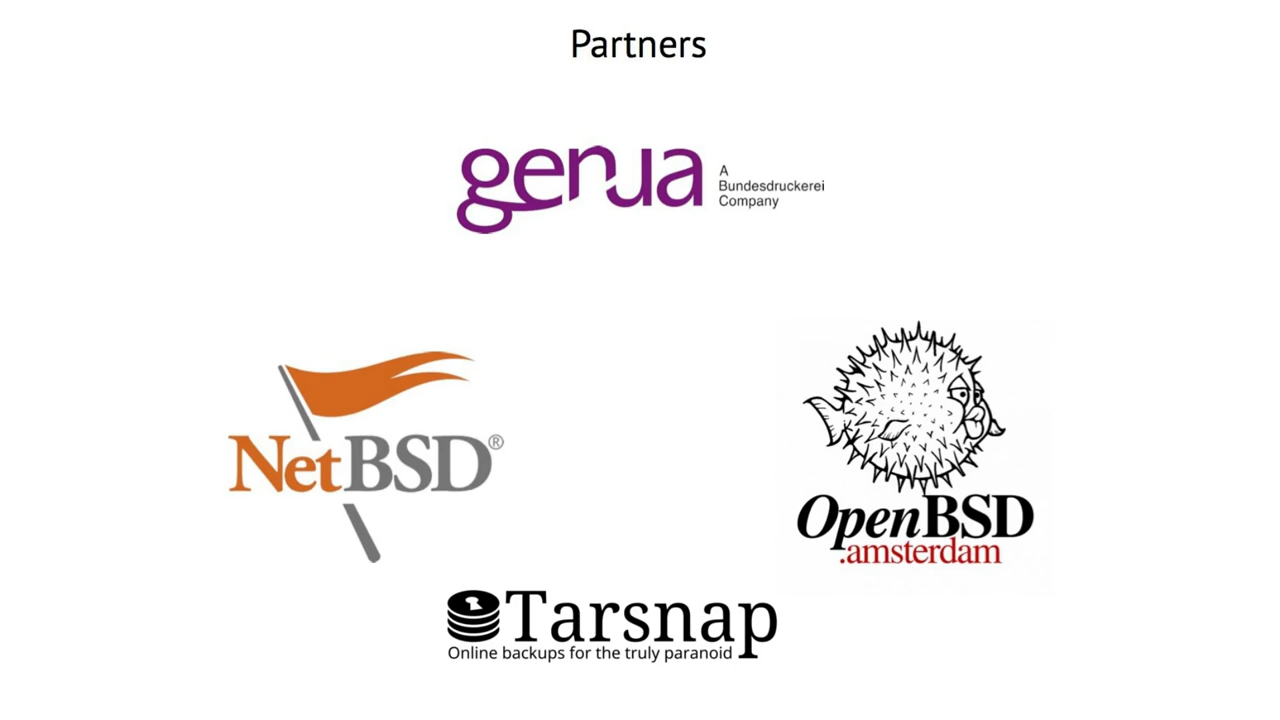 Partners
genua
A
Bundesdruckerei
Company
NetBSD®
OpenBSD
.amsterdam
Tarsnap
Online backups for the truly paranoid